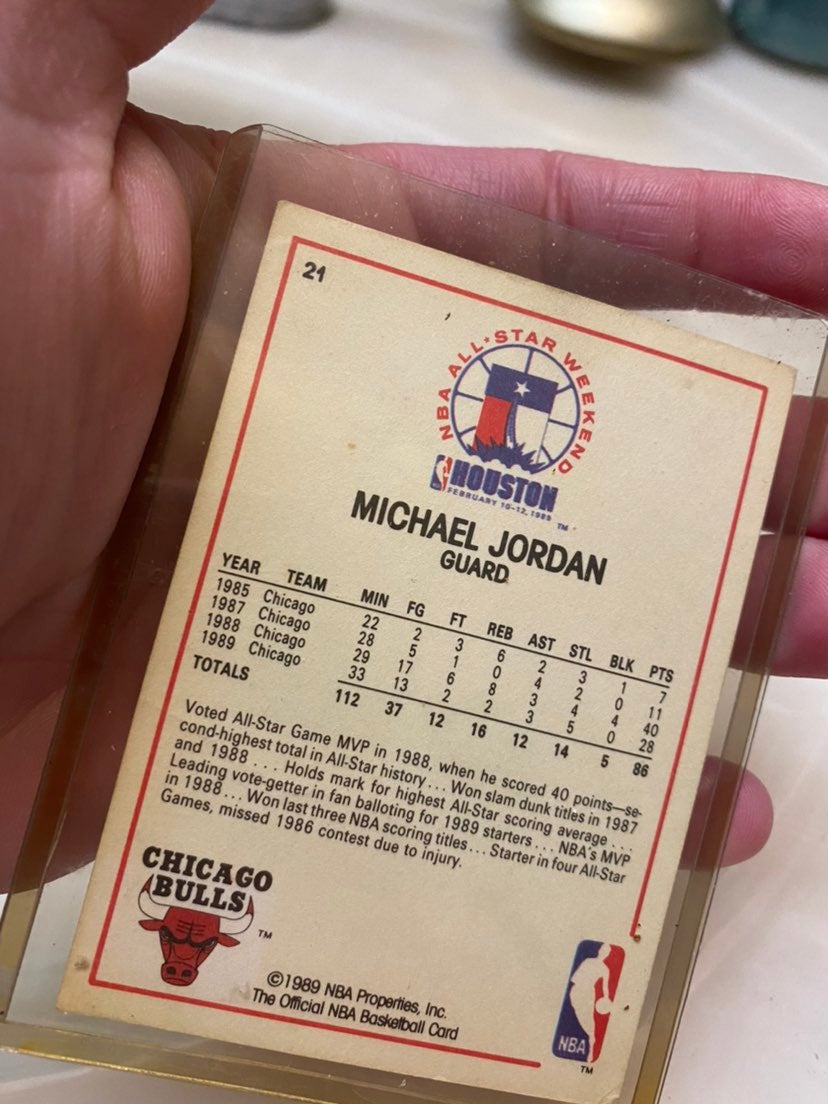 21
NBA ALL★STAR WEEKEND
HOUSTON
FEBRUARY 10-12, 1989
TM
MICHAEL JORDAN
GUARD
YEAR TEAM MIN FG FT REB AST STL BLK PTS
1985 Chicago 22 2 3 6 2 3 1 7
1987 Chicago 28 5 1 0 4 2 0 11
1988 Chicago 29 17 6 8 3 4 4 40
1989 Chicago 33 13 2 2 3 5 0 28
TOTALS 112 37 12 16 12 14 5 86
Voted All-Star Game MVP in 1988, when he scored 40 points—se-
cond-highest total in All-Star history... Won slam dunk titles in 1987
and 1988 ... Holds mark for highest All-Star scoring average ...
Leading vote-getter in fan balloting for 1989 starters ... NBA's MVP
in 1988... Won last three NBA scoring titles... Starter in four All-Star
Games, missed 1986 contest due to injury.
CHICAGO
BULLS
TM
©1989 NBA Properties, Inc.
The Official NBA Basketball Card
NBA
TM